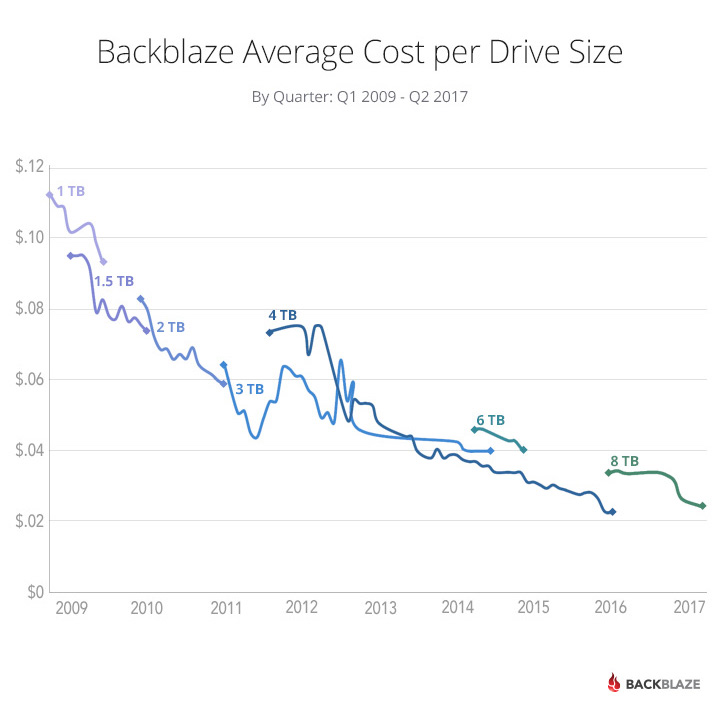 Backblaze Average Cost per Drive Size
By Quarter: Q1 2009 - Q2 2017
$.12
1 TB
$.10
1.5 TB
$.08
2 TB
4 TB
$.06
3 TB
6 TB
$.04
8 TB
$.02
$0
2009 2010 2011 2012 2013 2014 2015 2016 2017
BACKBLAZE